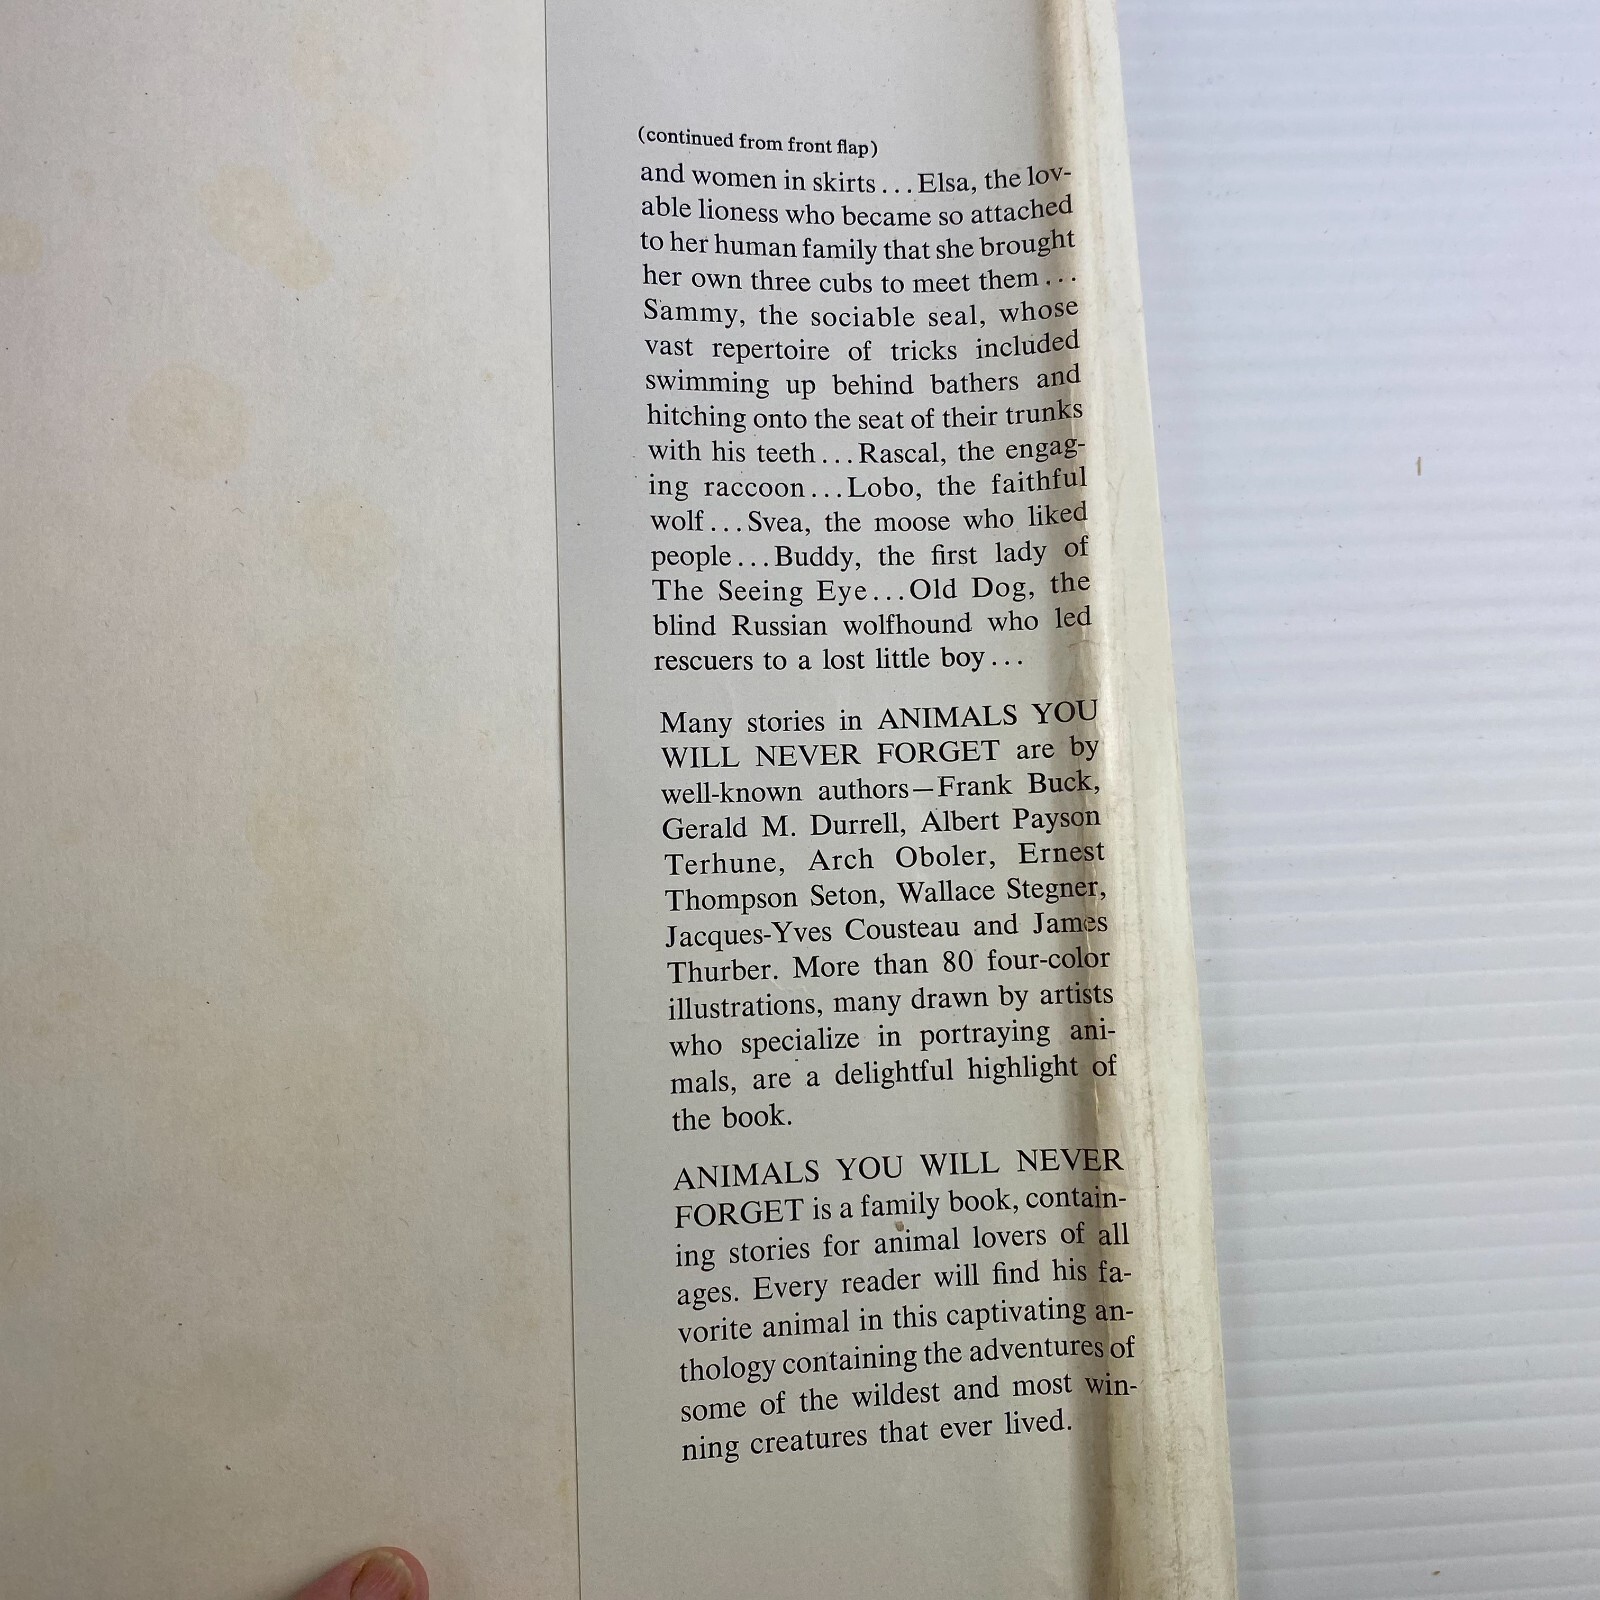 (continued from front flap)
and women in skirts... Elsa, the lov-
able lioness who became so attached
to her human family that she brought
her own three cubs to meet them...
Sammy, the sociable seal, whose
vast repertoire of tricks included
swimming up behind bathers and
hitching onto the seat of their trunks
with his teeth... Rascal, the engag-
ing raccoon... Lobo, the faithful
wolf... Svea, the moose who liked
people... Buddy, the first lady of
The Seeing Eye... Old Dog, the
blind Russian wolfhound who led
rescuers to a lost little boy...
Many stories in ANIMALS YOU
WILL NEVER FORGET are by
well-known authors—Frank Buck,
Gerald M. Durrell, Albert Payson
Terhune, Arch Oboler, Ernest
Thompson Seton, Wallace Stegner,
Jacques-Yves Cousteau and James
Thurber. More than 80 four-color
illustrations, many drawn by artists
who specialize in portraying ani-
mals, are a delightful highlight of
the book.
ANIMALS YOU WILL NEVER
FORGET is a family book, contain-
ing stories for animal lovers of all
ages. Every reader will find his fa-
vorite animal in this captivating an-
thology containing the adventures of
some of the wildest and most win-
ning creatures that ever lived.